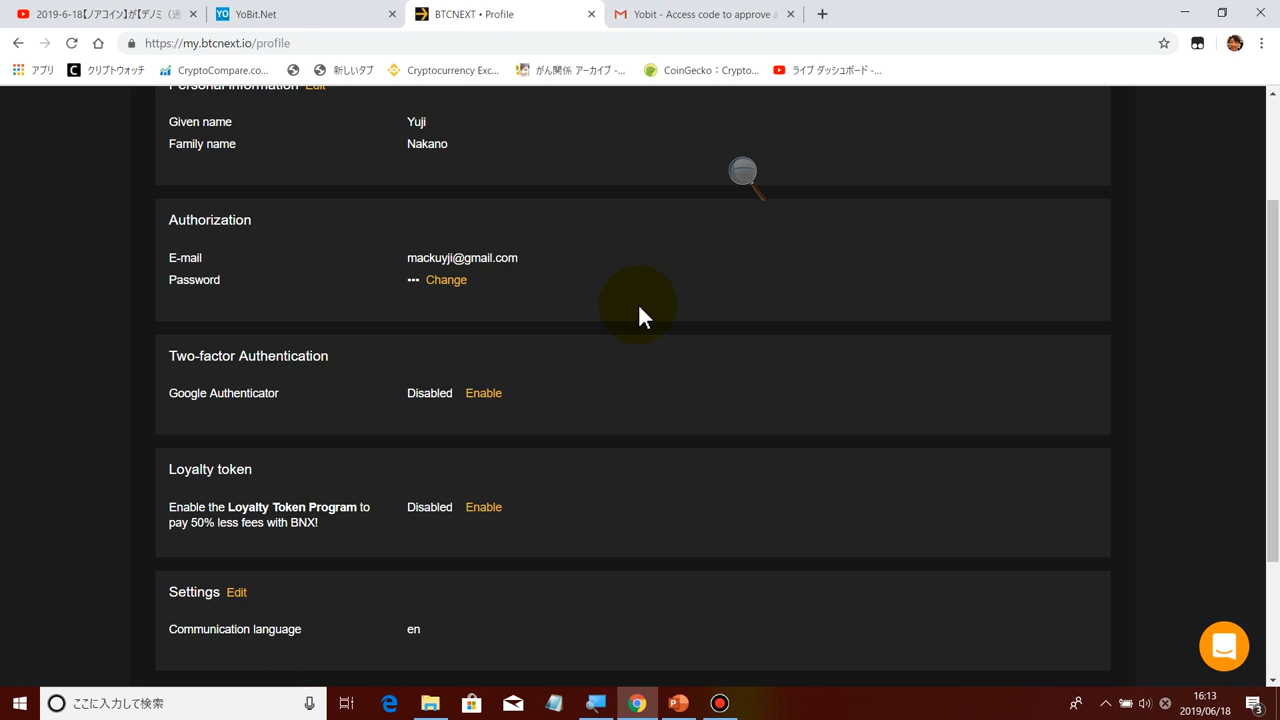 2019-6-18【ノアコイン】が【デノミ（通
YoBit.Net
BTCNEXT • Profile
Yobit - Access code to approve a
https://my.btcnext.io/profile
アプリ
クリプトウォッチ
CryptoCompare.co...
新しいタブ
Cryptocurrency Exc...
がん関係 アーカイブ - ...
CoinGecko：Crypto...
ライブ ダッシュボード - ...
Personal information Edit
Given name Yuji
Family name Nakano
Authorization
E-mail mackuyji@gmail.com
Password ••• Change
Two-factor Authentication
Google Authenticator Disabled Enable
Loyalty token
Enable the Loyalty Token Program to Disabled Enable
pay 50% less fees with BNX!
Settings Edit
Communication language en
ここに入力して検索
16:13
2019/06/18
3